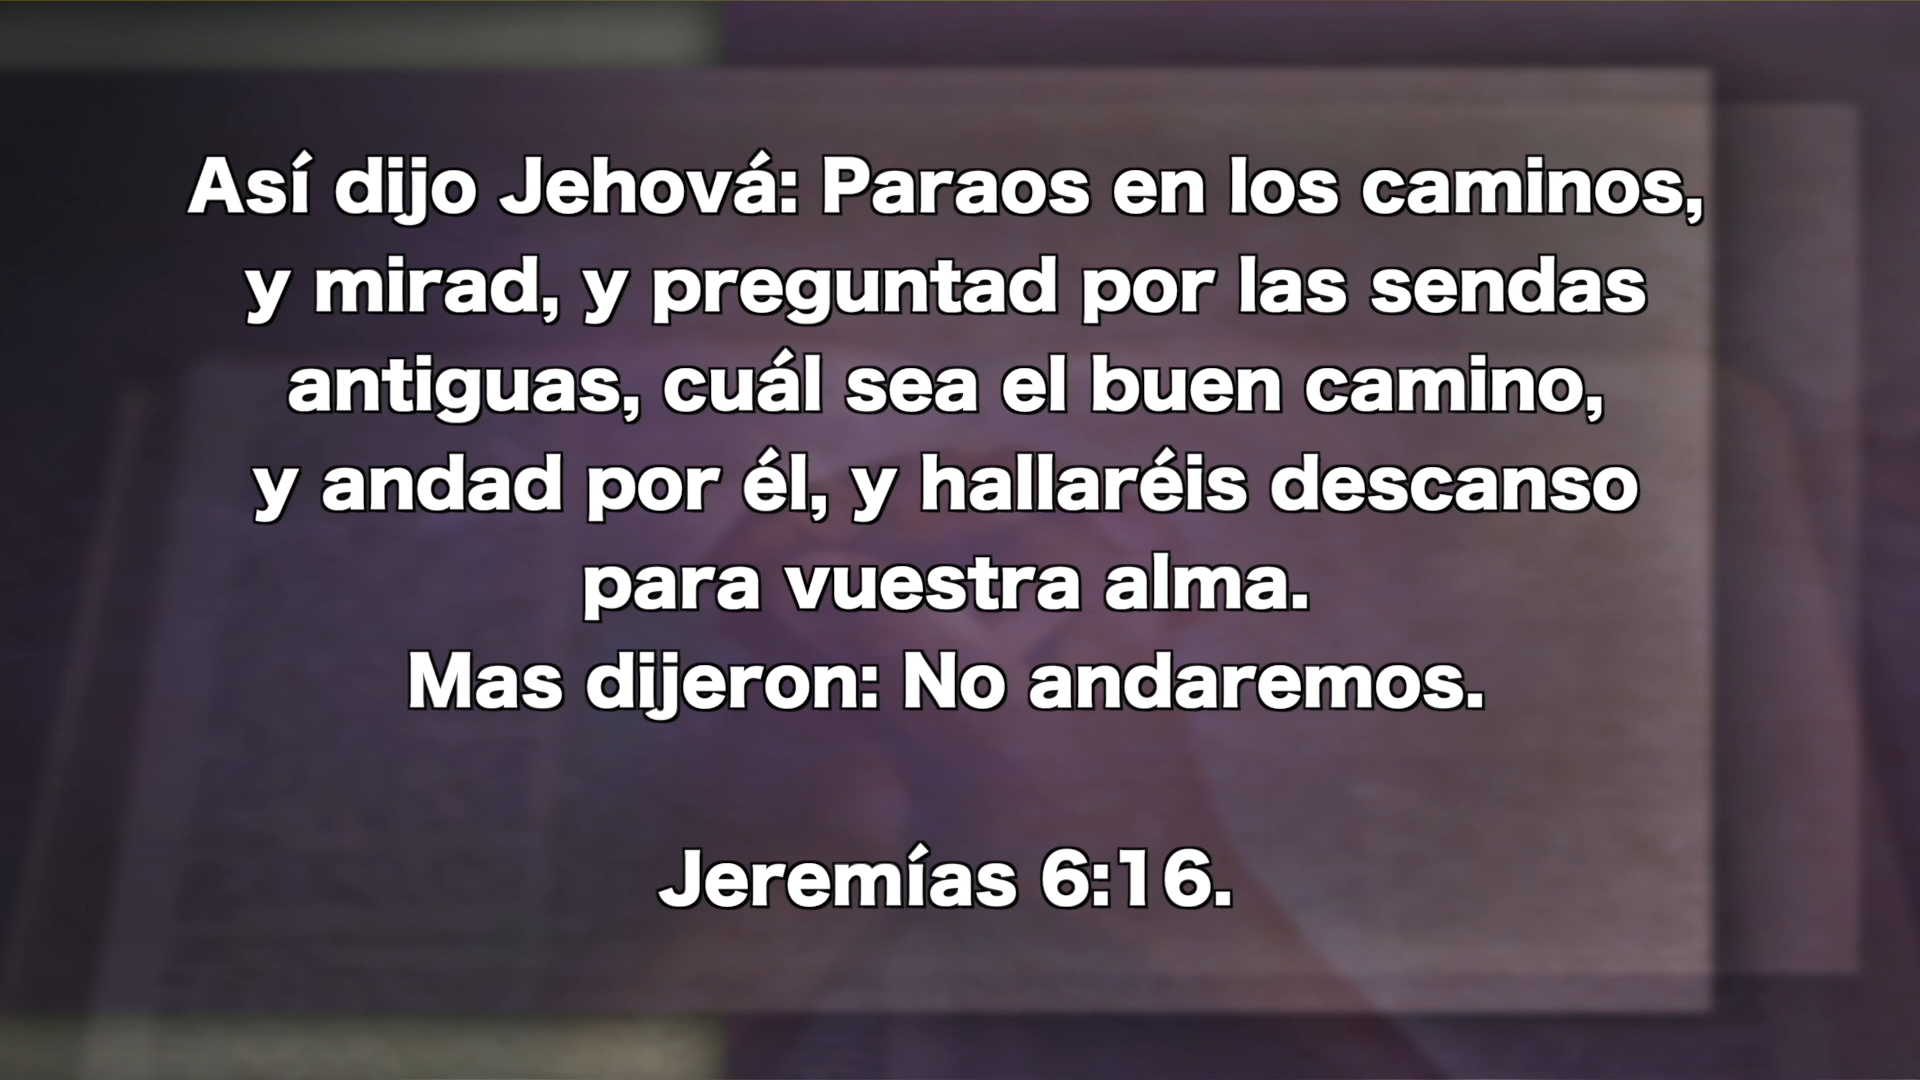 Así dijo Jehová: Paraos en los caminos,
y mirad, y preguntad por las sendas
antiguas, cuál sea el buen camino,
y andad por él, y hallaréis descanso
para vuestra alma.
Mas dijeron: No andaremos.
Jeremías 6:16.